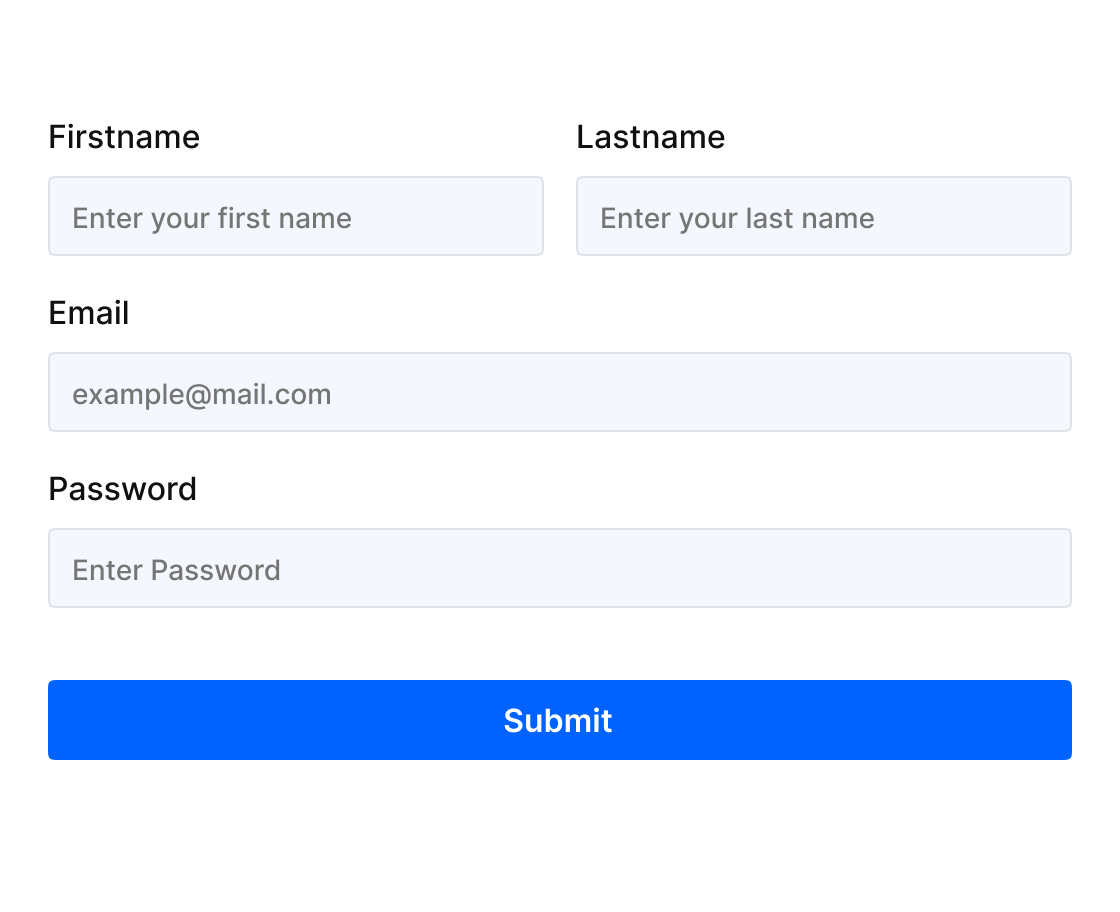 Firstname
Lastname
Enter your first name
Enter your last name
Email
example@mail.com
Password
Enter Password
Submit